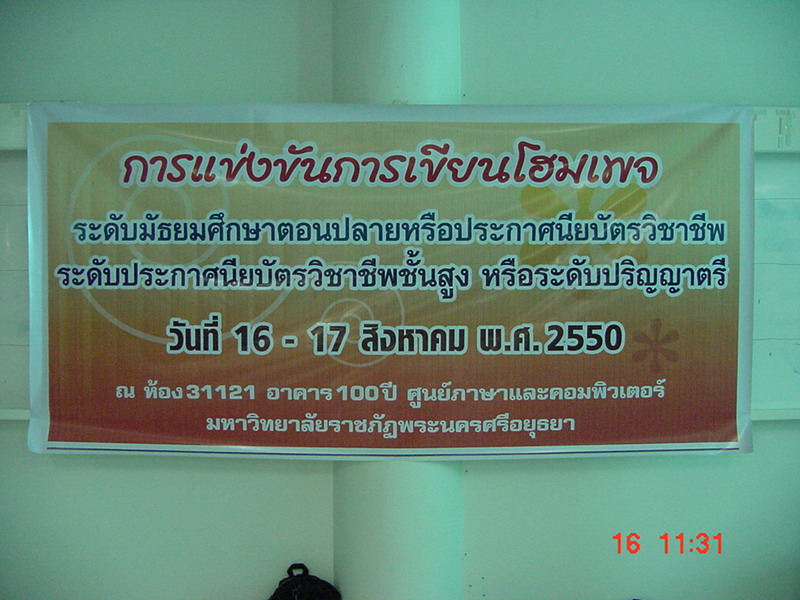 การแข่งขันการเขียนโฮมเพจ
ระดับมัธยมศึกษาตอนปลายหรือประกาศนียบัตรวิชาชีพ
ระดับประกาศนียบัตรวิชาชีพชั้นสูง หรือระดับปริญญาตรี
วันที่ 16 - 17 สิงหาคม พ.ศ. 2550
ณ ห้อง 31121 อาคาร 100 ปี ศูนย์ภาษาและคอมพิวเตอร์
มหาวิทยาลัยราชภัฏพระนครศรีอยุธยา
16 11:31